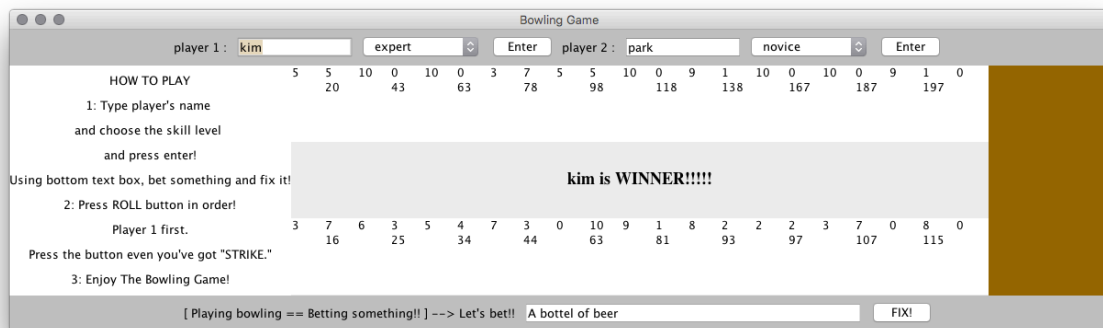 Bowling Game
player 1 : kim expert Enter player 2 : park novice Enter
HOW TO PLAY
1: Type player's name
and choose the skill level
and press enter!
Using bottom text box, bet something and fix it!
2: Press ROLL button in order!
Player 1 first.
Press the button even you've got "STRIKE."
3: Enjoy The Bowling Game!
5 5 10 0 10 0 3 7 5 5 10 0 9 1 10 0 10 0 9 1 0
20 43 63 78 98 118 138 167 187 197
kim is WINNER!!!!!
3 7 6 3 5 4 7 3 0 10 9 1 8 2 2 2 3 7 0 8 0
16 25 34 44 63 81 93 97 107 115
[ Playing bowling == Betting something!! ] --> Let's bet!! A bottel of beer FIX!